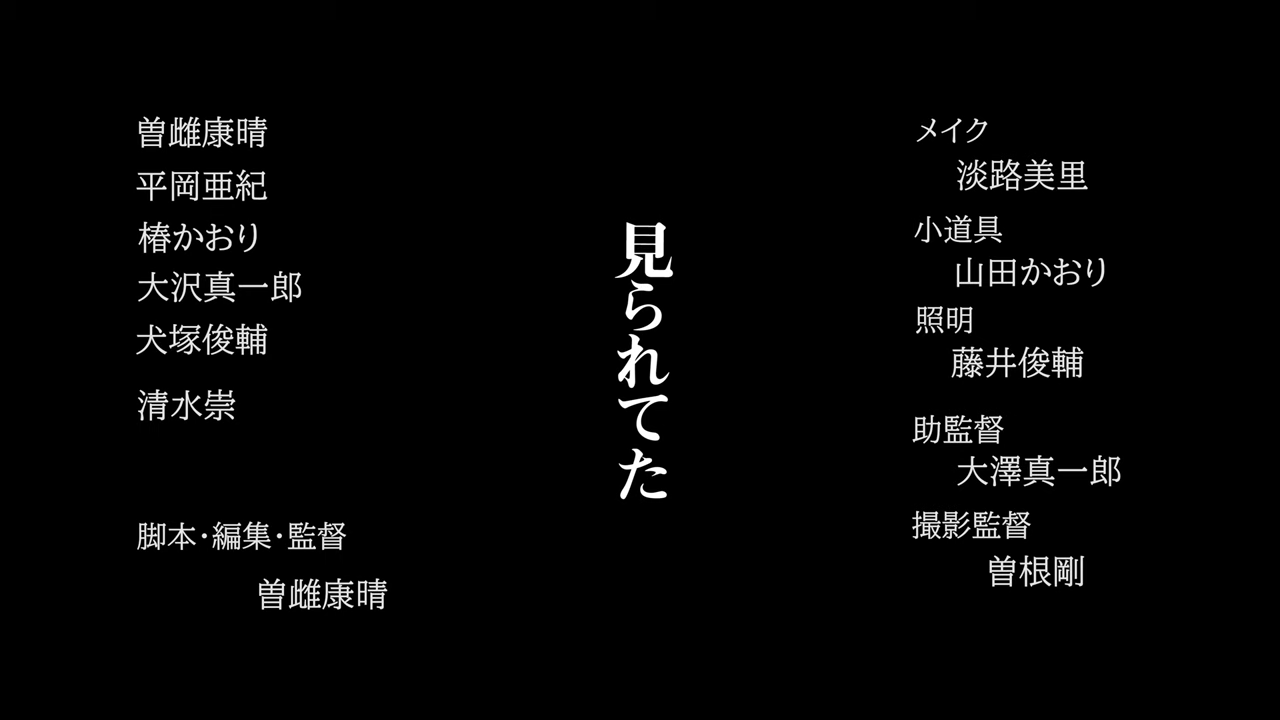 曽雌康晴
平岡亜紀
椿かおり
大沢真一郎
犬塚俊輔
清水崇
脚本・編集・監督
曽雌康晴
見られてた
メイク
淡路美里
小道具
山田かおり
照明
藤井俊輔
助監督
大澤真一郎
撮影監督
曽根剛